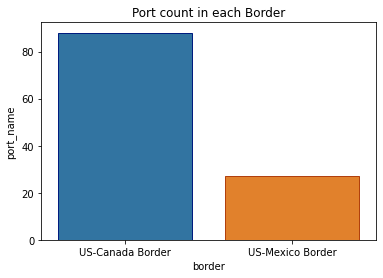 Port count in each Border
port_name
80
60
40
20
0
US-Canada Border
US-Mexico Border
border